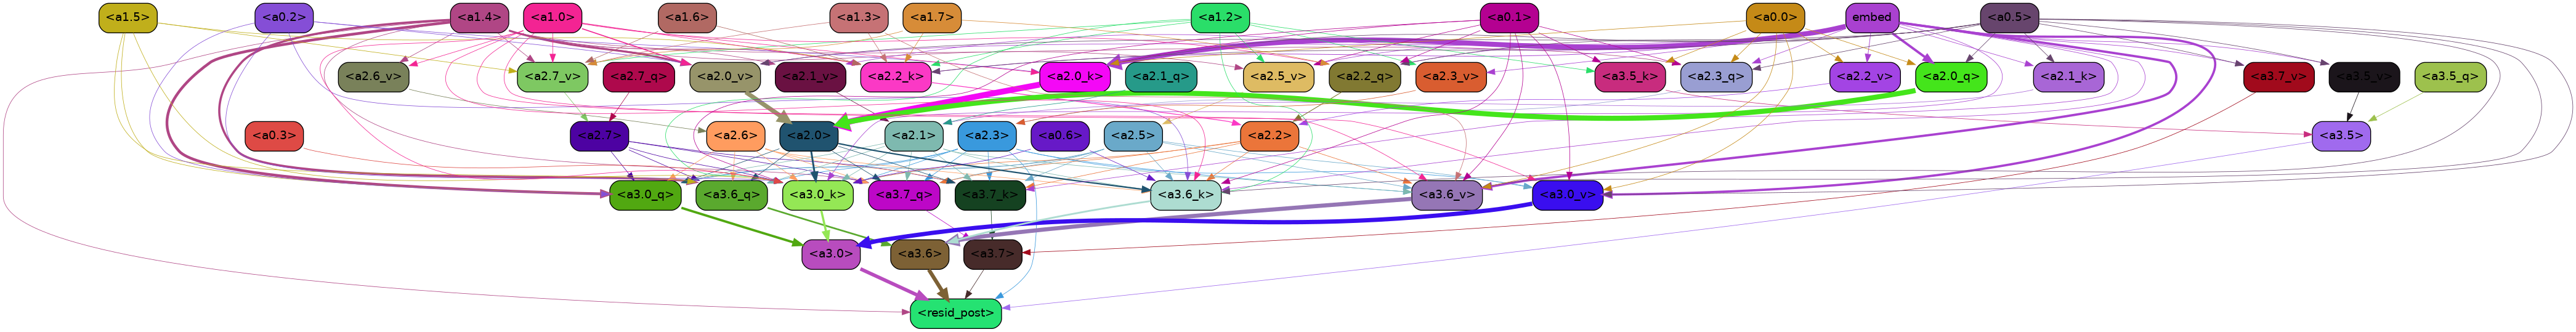 <a1.5> <a0.2> <a1.4> <a1.0> <a1.6> <a1.3> <a1.7> <a1.2> <a0.1> <a0.0> embed <a0.5>
<a2.6_v> <a2.7_v> <a2.7_q> <a2.0_v> <a2.1_v> <a2.2_k> <a2.0_k> <a2.1_q> <a2.5_v> <a2.2_q> <a2.3_v> <a3.5_k> <a2.3_q> <a2.2_v> <a2.0_q> <a2.1_k> <a3.7_v> <a3.5_v> <a3.5_q>
<a0.3> <a2.7> <a2.6> <a2.0> <a2.1> <a2.3> <a0.6> <a2.5> <a2.2> <a3.5>
<a3.0_q> <a3.6_q> <a3.0_k> <a3.7_q> <a3.7_k> <a3.6_k> <a3.6_v> <a3.0_v>
<a3.0> <a3.6> <a3.7>
<resid_post>